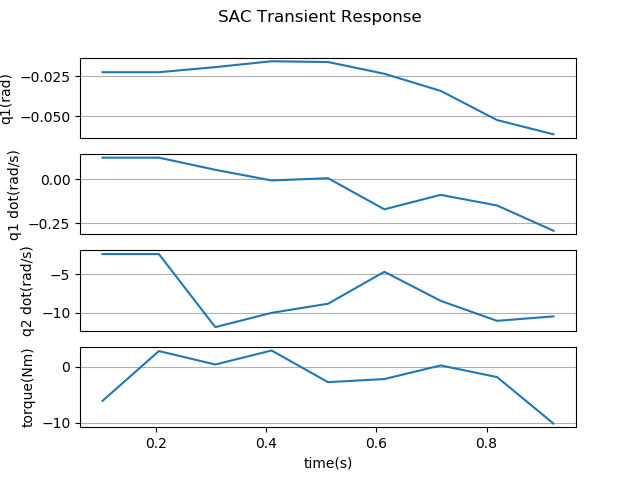 SAC Transient Response
q1(rad)
−0.025
−0.050
q1 dot(rad/s)
0.00
−0.25
q2 dot(rad/s)
−5
−10
torque(Nm)
0
−10
0.2 0.4 0.6 0.8
time(s)